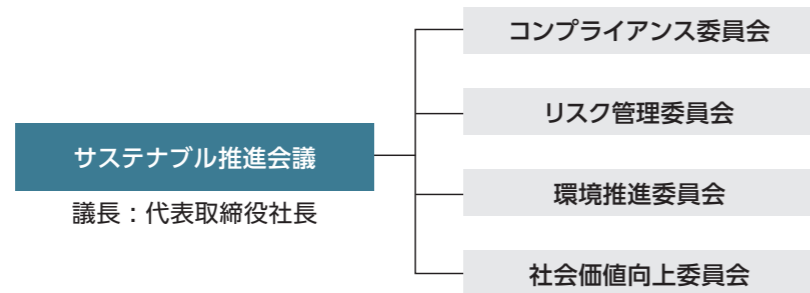 サステナブル推進会議
議長：代表取締役社長
コンプライアンス委員会
リスク管理委員会
環境推進委員会
社会価値向上委員会